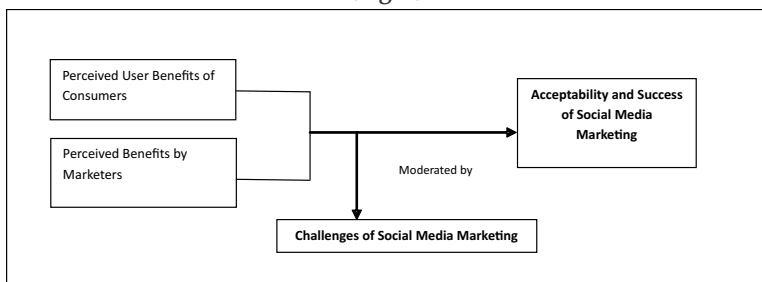 Perceived User Benefits of
Consumers
Perceived Benefits by
Marketers
Acceptability and Success
of Social Media
Marketing
Moderated by
Challenges of Social Media Marketing